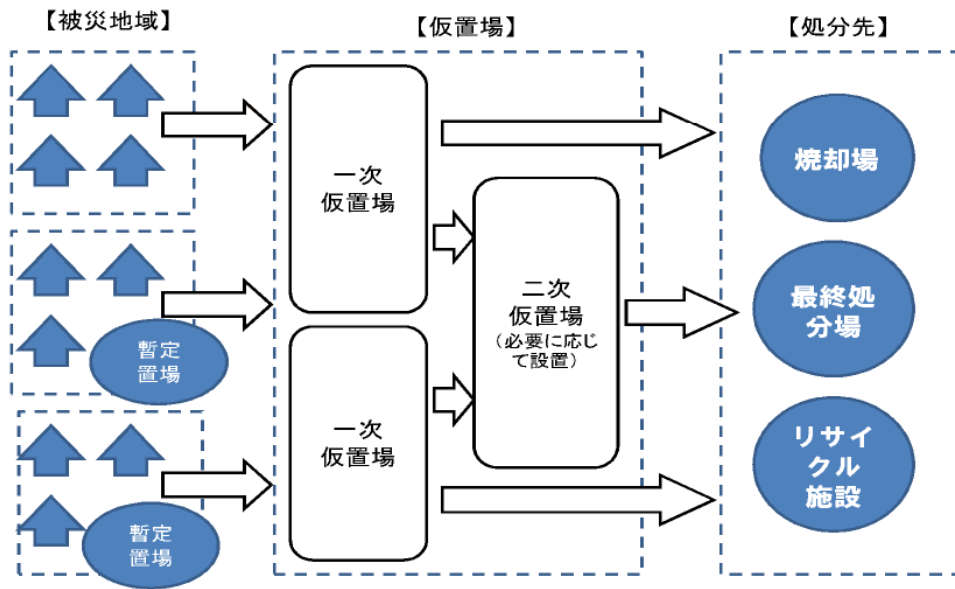 【被災地域】
【仮置場】
【処分先】
一次
仮置場
一次
仮置場
二次
仮置場
（必要に応じ
て設置）
暫定
置場
暫定
置場
焼却場
最終処
分場
リサイ
クル
施設